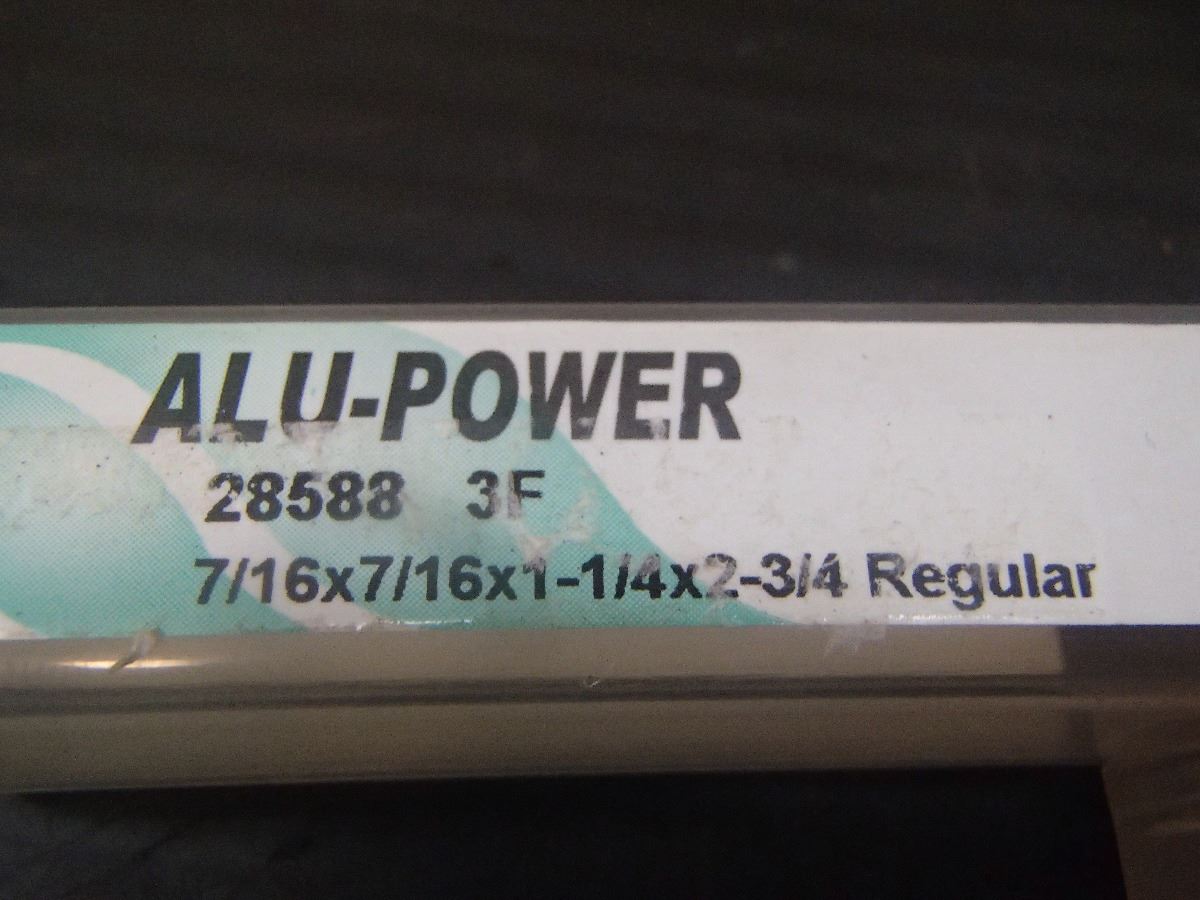 ALU-POWER
28588 3F
7/16x7/16x1-1/4x2-3/4 Regular